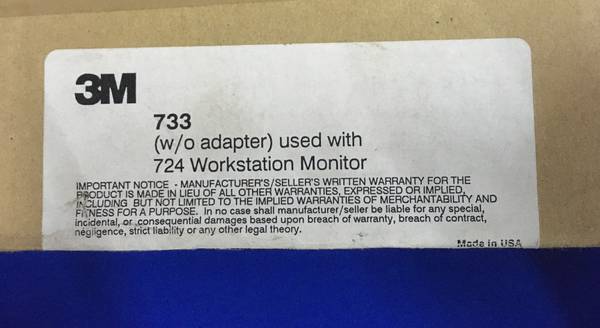 3M
733
(w/o adapter) used with
724 Workstation Monitor
IMPORTANT NOTICE - MANUFACTURER'S/SELLER'S WRITTEN WARRANTY FOR THE
PRODUCT IS MADE IN LIEU OF ALL OTHER WARRANTIES, EXPRESSED OR IMPLIED,
INCLUDING BUT NOT LIMITED TO THE IMPLIED WARRANTIES OF MERCHANTABILITY AND
FITNESS FOR A PURPOSE. In no case shall manufacturer/seller be liable for any special,
incidental, or consequential damages based upon breach of warranty, breach of contract,
negligence, strict liability or any other legal theory.
Made in USA